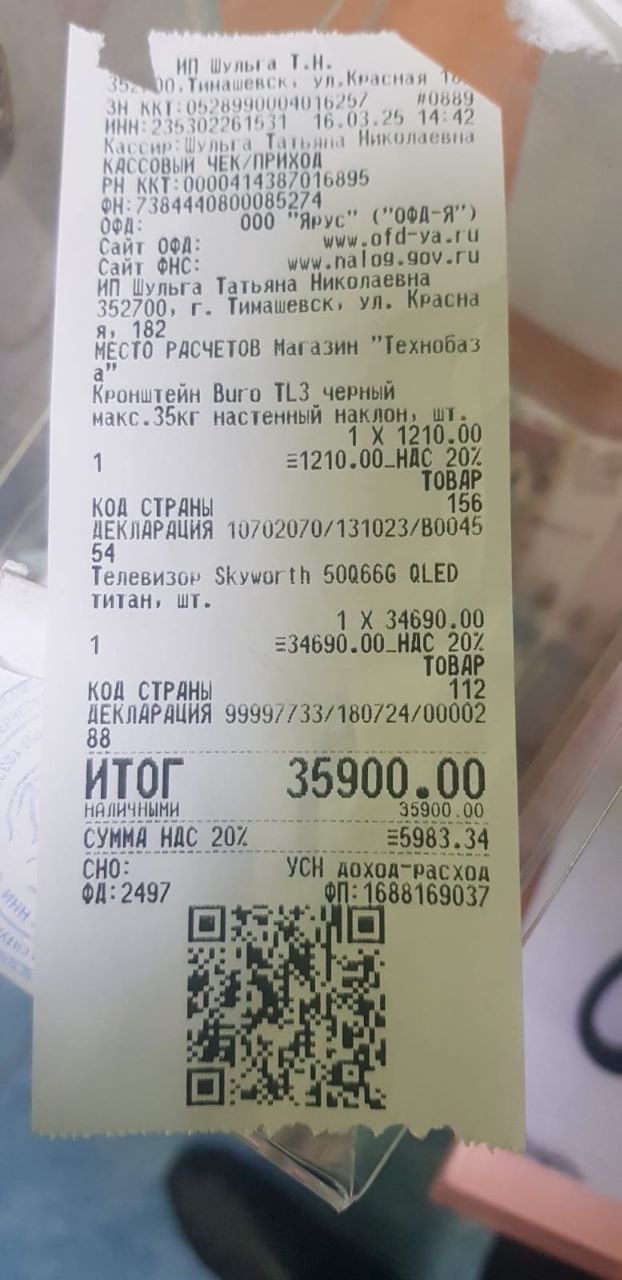 ИП Шульга Т.Н.
Тимашевск, ул.Красная
ЗН ККТ:0528990004016257 #0889
ИНН:235302261531 16.03.25 14:42
Кассир:Шульга Татьяна Николаевна
КАССОВЫЙ ЧЕК/ПРИХОД
РН ККТ:0000414387016895
ФН:7384440800085274
ОФД: ООО "Ярус" ("ОФД-Я")
Сайт ОФД: www.ofd-ya.ru
Сайт ФНС: www.nalog.gov.ru
ИП Шульга Татьяна Николаевна
352700, г. Тимашевск, ул. Красна
я, 182
МЕСТО РАСЧЕТОВ Магазин "Технобаз
а"
Кронштейн Buro TL3 черный
макс.35кг настенный наклон, шт.
1 X 1210.00
1 ≡1210.00_НДС 20%
ТОВАР
КОД СТРАНЫ 156
ДЕКЛАРАЦИЯ 10702070/131023/В0045
54
Телевизор Skyworth 50Q66G QLED
титан, шт.
1 X 34690.00
1 ≡34690.00_НДС 20%
ТОВАР
КОД СТРАНЫ 112
ДЕКЛАРАЦИЯ 99997733/180724/00002
88
ИТОГ 35900.00
НАЛИЧНЫМИ 35900.00
СУММА НДС 20% ≡5983.34
СНО: УСН доход-расход
ФД:2497 ФП:1688169037